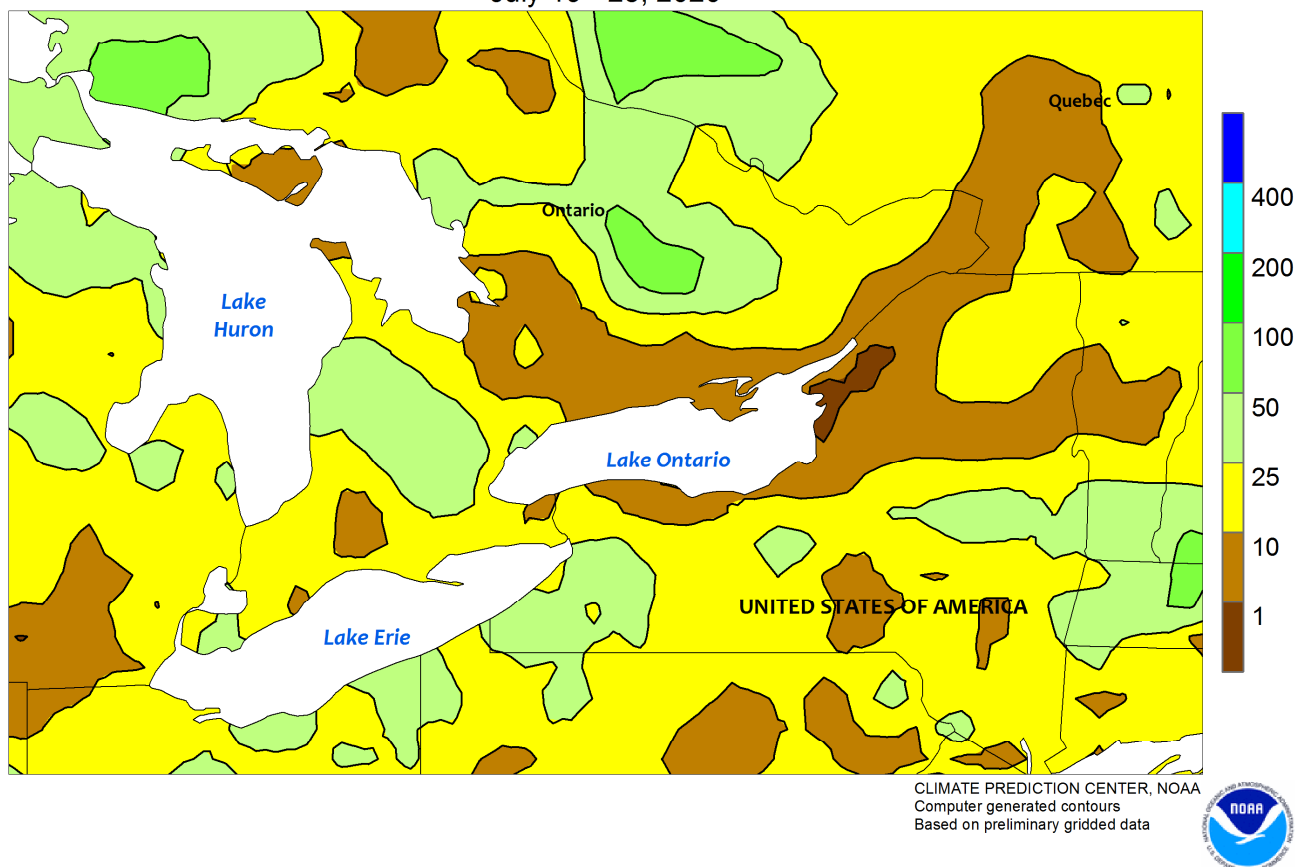 Quebec
Ontario
Lake
Huron
Lake Ontario
UNITED STATES OF AMERICA
Lake Erie
400
200
100
50
25
10
1
CLIMATE PREDICTION CENTER, NOAA
Computer generated contours
Based on preliminary gridded data
NOAA